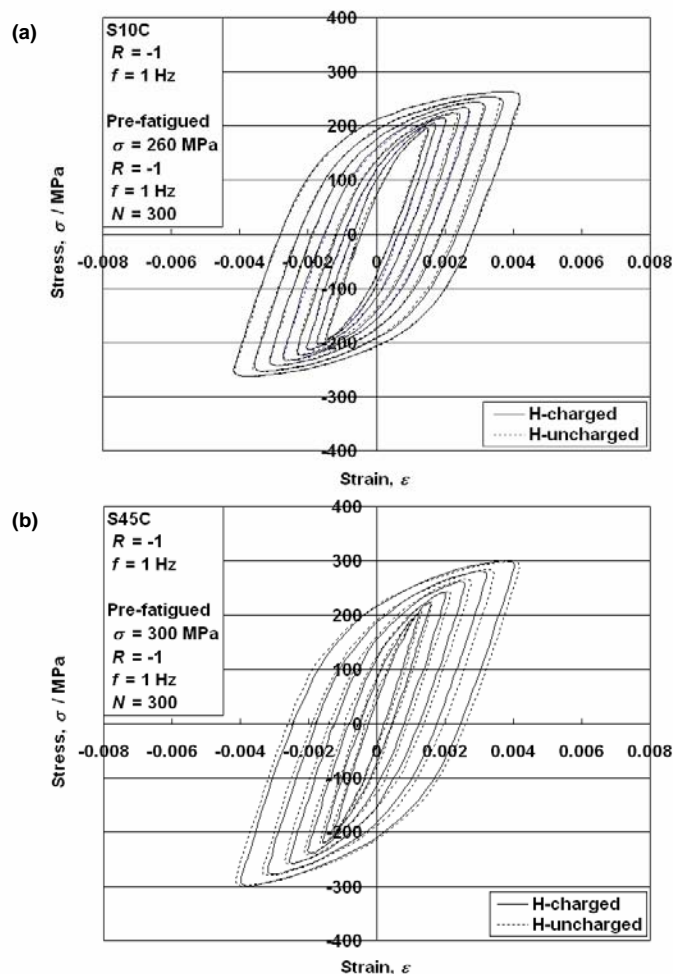 (a)
S10C
R = -1
f = 1 Hz
Pre-fatigued
σ = 260 MPa
R = -1
f = 1 Hz
N = 300
Stress, σ / MPa
400
300
200
100
0
-100
-200
-300
-400
-0.008 -0.006 -0.004 -0.002 0 0.002 0.004 0.006 0.008
H-charged
H-uncharged
Strain, ε
(b)
S45C
R = -1
f = 1 Hz
Pre-fatigued
σ = 300 MPa
R = -1
f = 1 Hz
N = 300
Stress, σ / MPa
400
300
200
100
0
-100
-200
-300
-400
-0.008 -0.006 -0.004 -0.002 0 0.002 0.004 0.006 0.008
H-charged
H-uncharged
Strain, ε